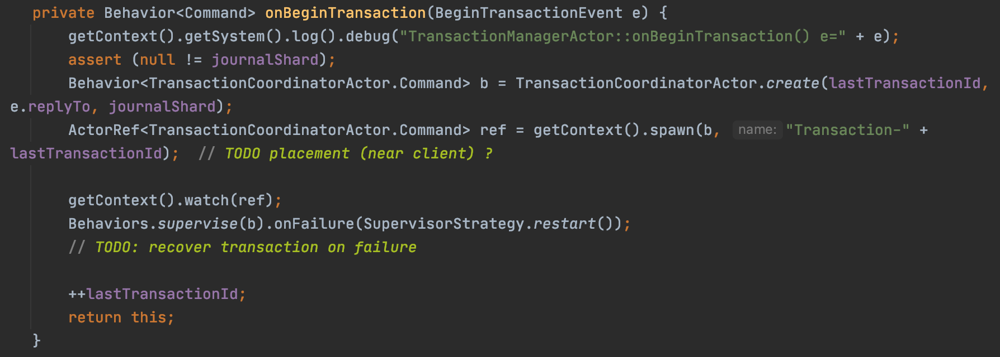 private Behavior<Command> onBeginTransaction(BeginTransactionEvent e) {
getContext().getSystem().log().debug("TransactionManagerActor::onBeginTransaction() e=" + e);
assert (null != journalShard);
Behavior<TransactionCoordinatorActor.Command> b = TransactionCoordinatorActor.create(lastTransactionId,
e.replyTo, journalShard);
ActorRef<TransactionCoordinatorActor.Command> ref = getContext().spawn(b, name: "Transaction-" +
lastTransactionId);  // TODO placement (near client) ?
getContext().watch(ref);
Behaviors.supervise(b).onFailure(SupervisorStrategy.restart());
// TODO: recover transaction on failure
++lastTransactionId;
return this;
}